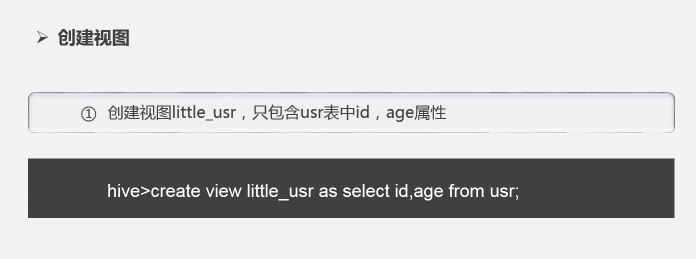 ➢ 创建视图
① 创建视图little_usr，只包含usr表中id，age属性
hive>create view little_usr as select id,age from usr;